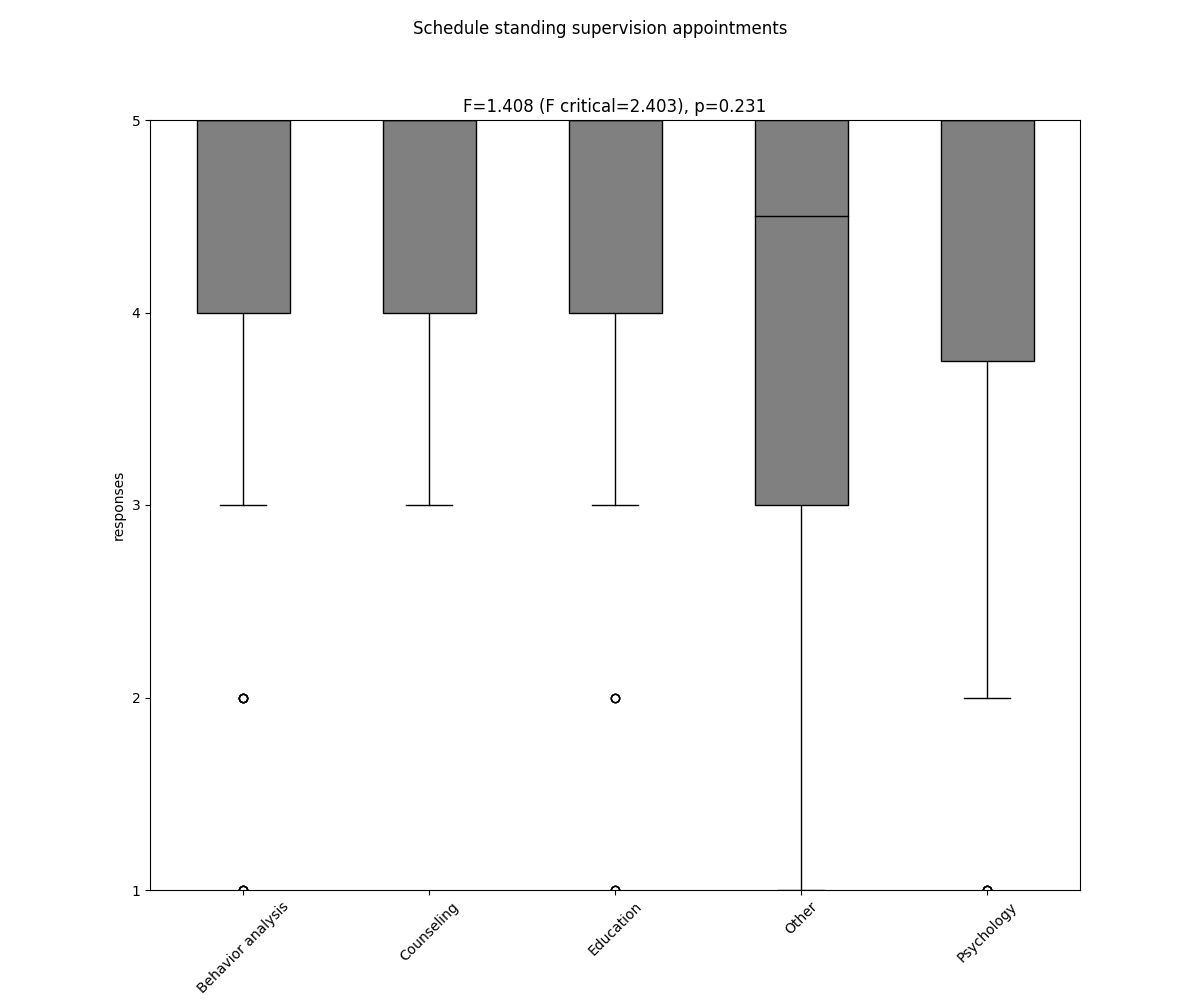 Schedule standing supervision appointments
F=1.408 (F critical=2.403), p=0.231
5
4
3
2
1
responses
Behavior analysis
Counseling
Education
Other
Psychology